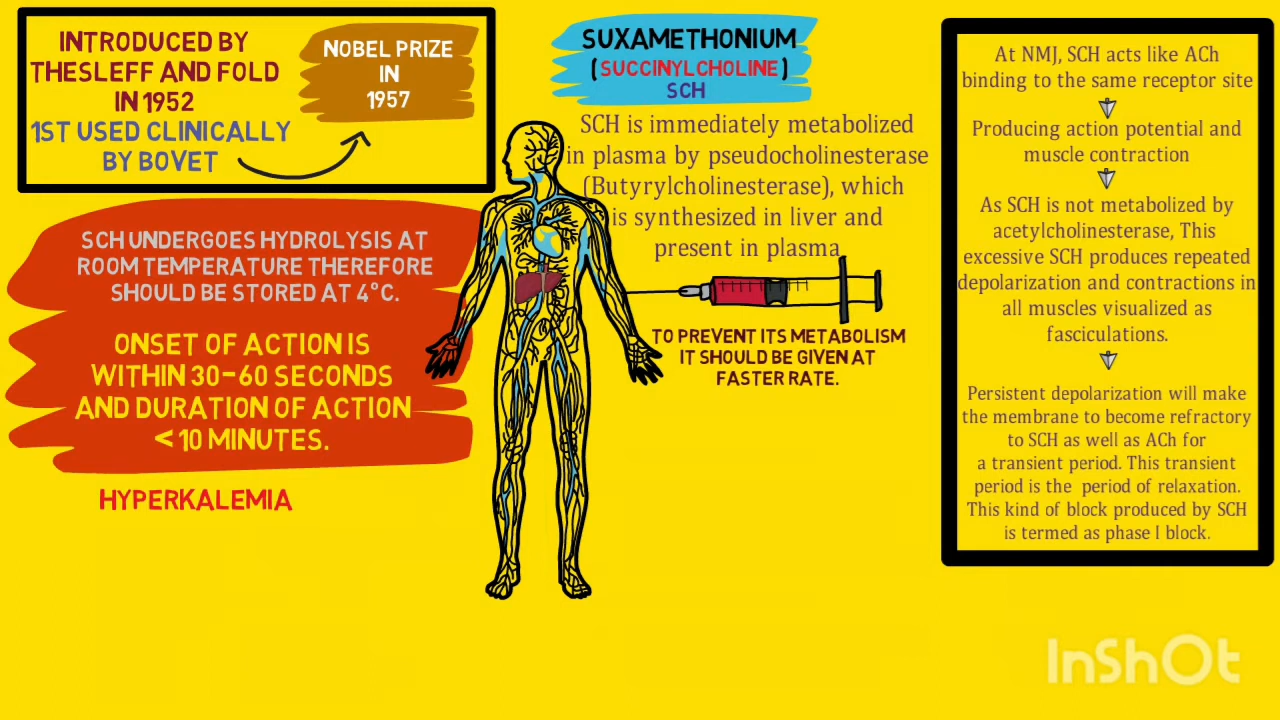 INTRODUCED BY
THESLEFF AND FOLD
IN 1952
1ST USED CLINICALLY
BY BOVET
NOBEL PRIZE
IN
1957
SUXAMETHONIUM
(SUCCINYLCHOLINE)
SCH
SCH is immediately metabolized
in plasma by pseudocholinesterase
(Butyrylcholinesterase), which
is synthesized in liver and
present in plasma
TO PREVENT ITS METABOLISM
IT SHOULD BE GIVEN AT
FASTER RATE.
SCH UNDERGOES HYDROLYSIS AT
ROOM TEMPERATURE THEREFORE
SHOULD BE STORED AT 4°C.
ONSET OF ACTION IS
WITHIN 30-60 SECONDS
AND DURATION OF ACTION
< 10 MINUTES.
HYPERKALEMIA
At NMJ, SCH acts like ACh
binding to the same receptor site
Producing action potential and
muscle contraction
As SCH is not metabolized by
acetylcholinesterase, This
excessive SCH produces repeated
depolarization and contractions in
all muscles visualized as
fasciculations.
Persistent depolarization will make
the membrane to become refractory
to SCH as well as ACh for
a transient period. This transient
period is the period of relaxation.
This kind of block produced by SCH
is termed as phase I block.
InShOt